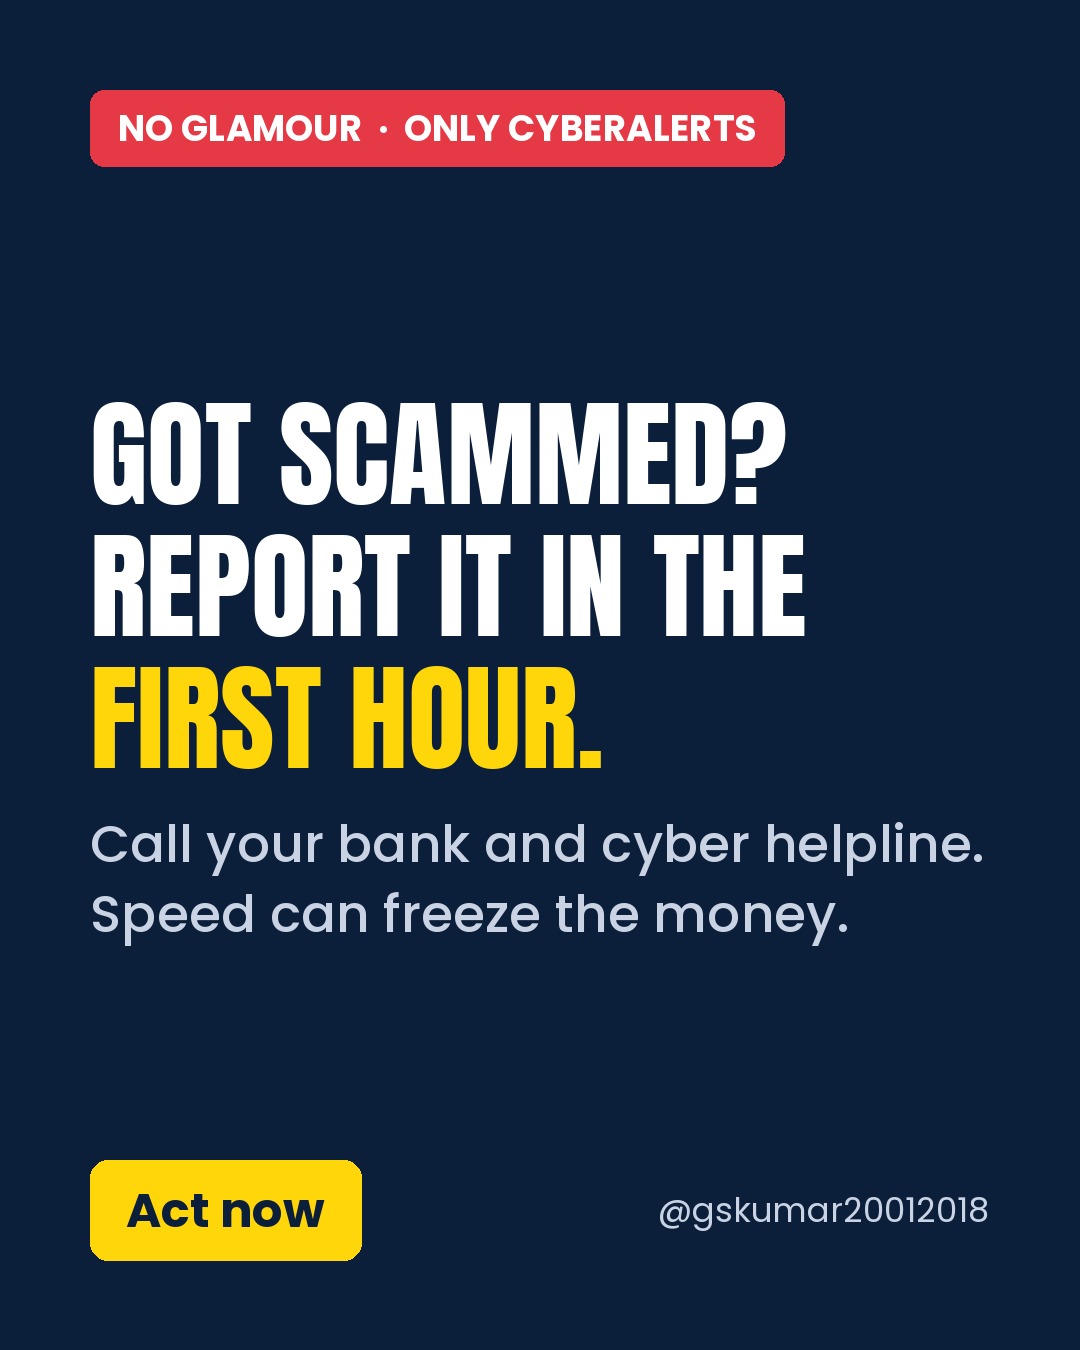 NO GLAMOUR · ONLY CYBERALERTS
GOT SCAMMED?
REPORT IT IN THE
FIRST HOUR.
Call your bank and cyber helpline.
Speed can freeze the money.
Act now
@gskumar20012018